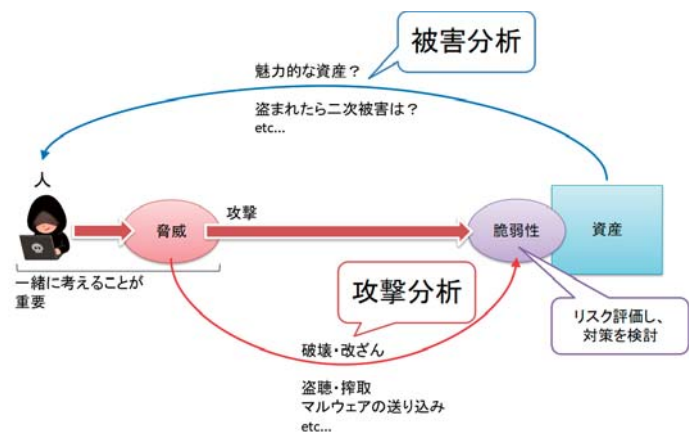 被害分析
魅力的な資産？
盗まれたら二次被害は？
etc...
人
脅威
攻撃
脆弱性
資産
一緒に考えることが
重要
攻撃分析
リスク評価し、
対策を検討
破壊・改ざん
盗聴・搾取
マルウェアの送り込み
etc...